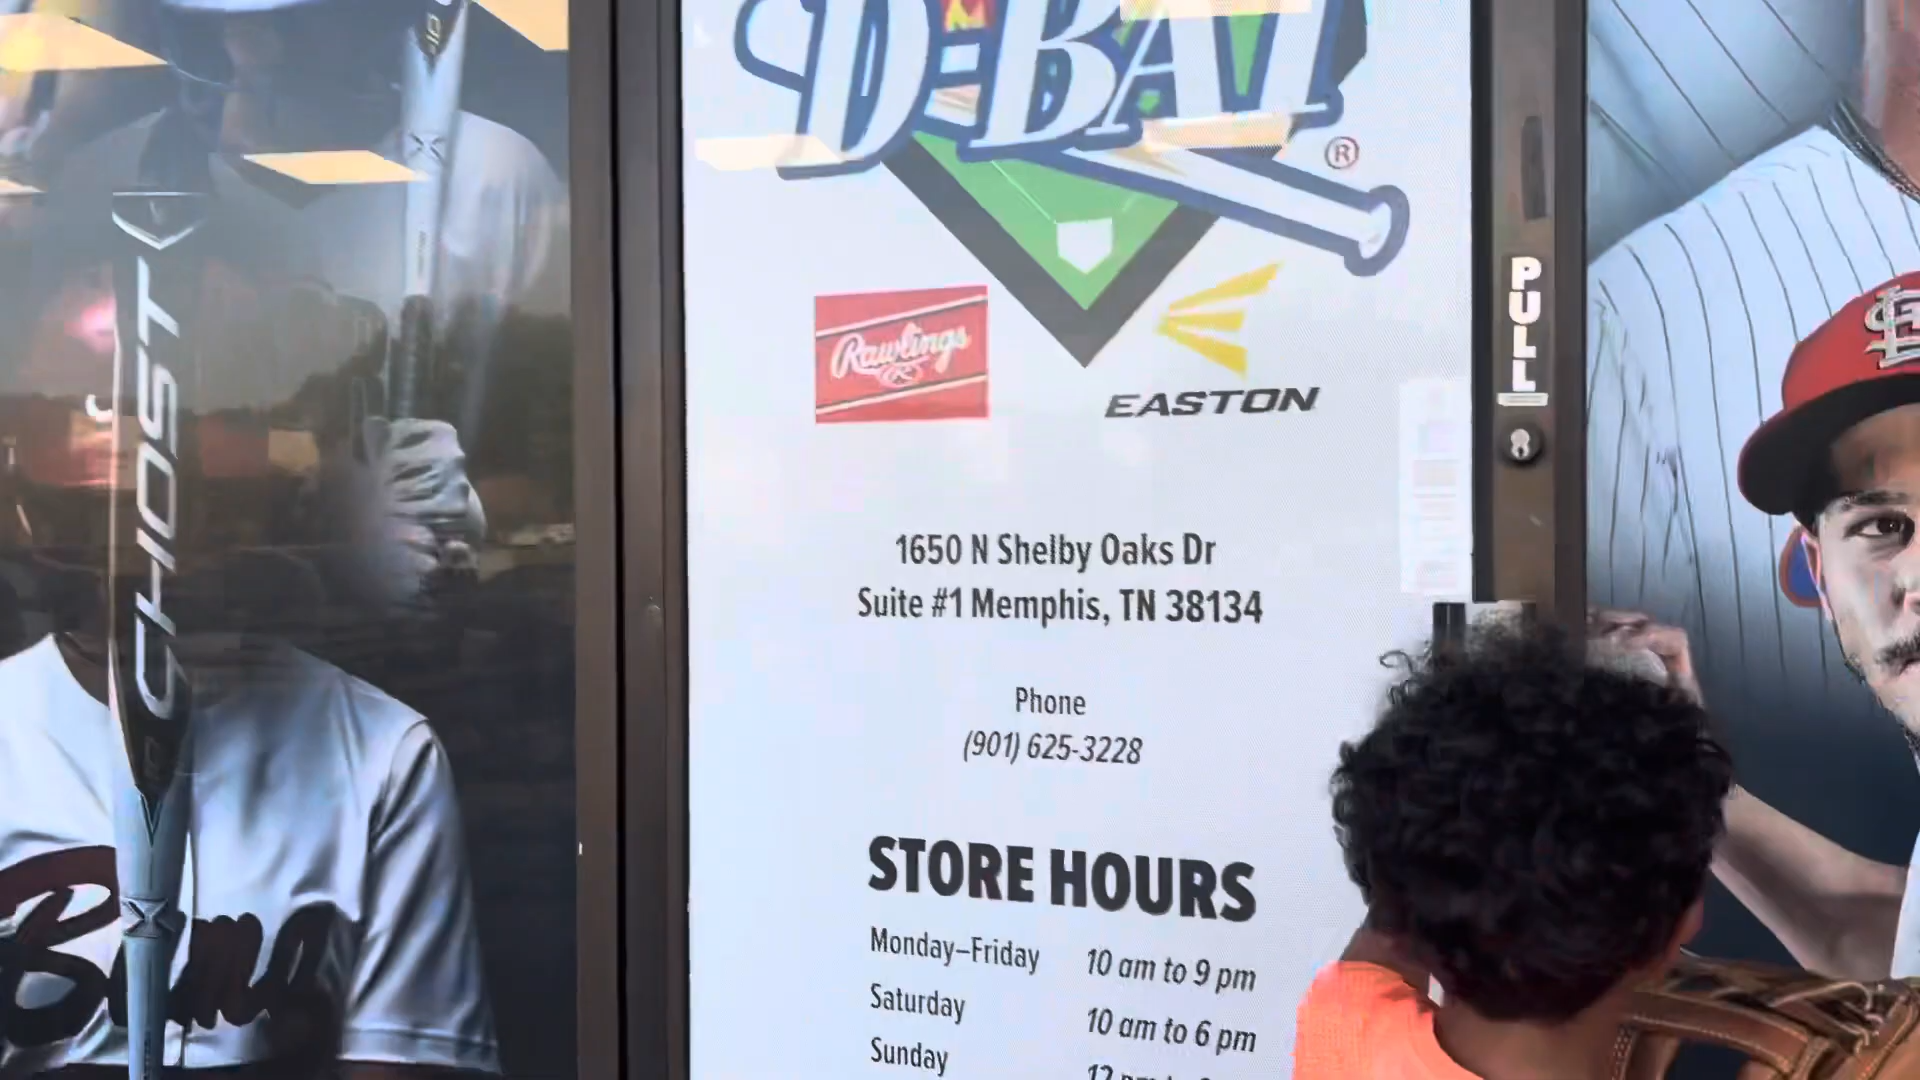 D-BAT
®
Rawlings
R
EASTON
PULL
GHOST
1650 N Shelby Oaks Dr
Suite #1 Memphis, TN 38134
Phone
(901) 625-3228
STORE HOURS
Monday–Friday 10 am to 9 pm
Saturday 10 am to 6 pm
Sunday 12